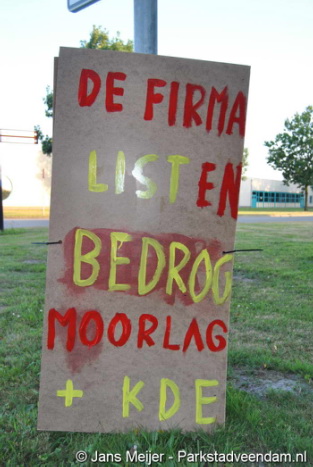 DE FIRMA
LIST EN
BEDROG
MOORLAG
+ KDE
© Jans Meijer - Parkstadveendam.nl